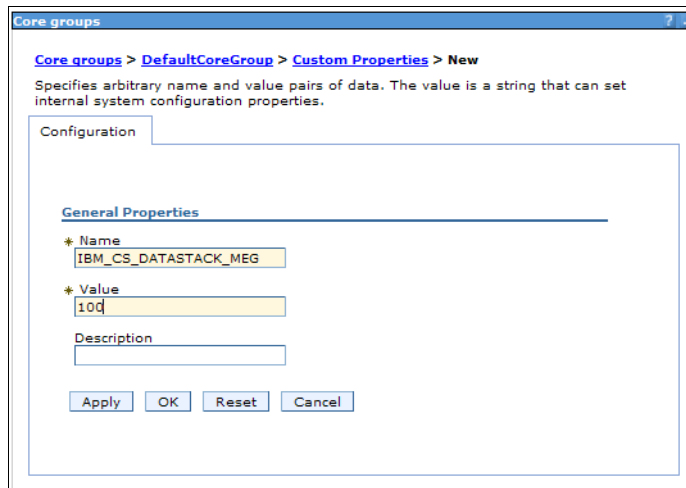 Core groups
?
Core groups > DefaultCoreGroup > Custom Properties > New
Specifies arbitrary name and value pairs of data. The value is a string that can set
internal system configuration properties.
Configuration
General Properties
* Name
IBM_CS_DATASTACK_MEG
* Value
100
Description
Apply OK Reset Cancel